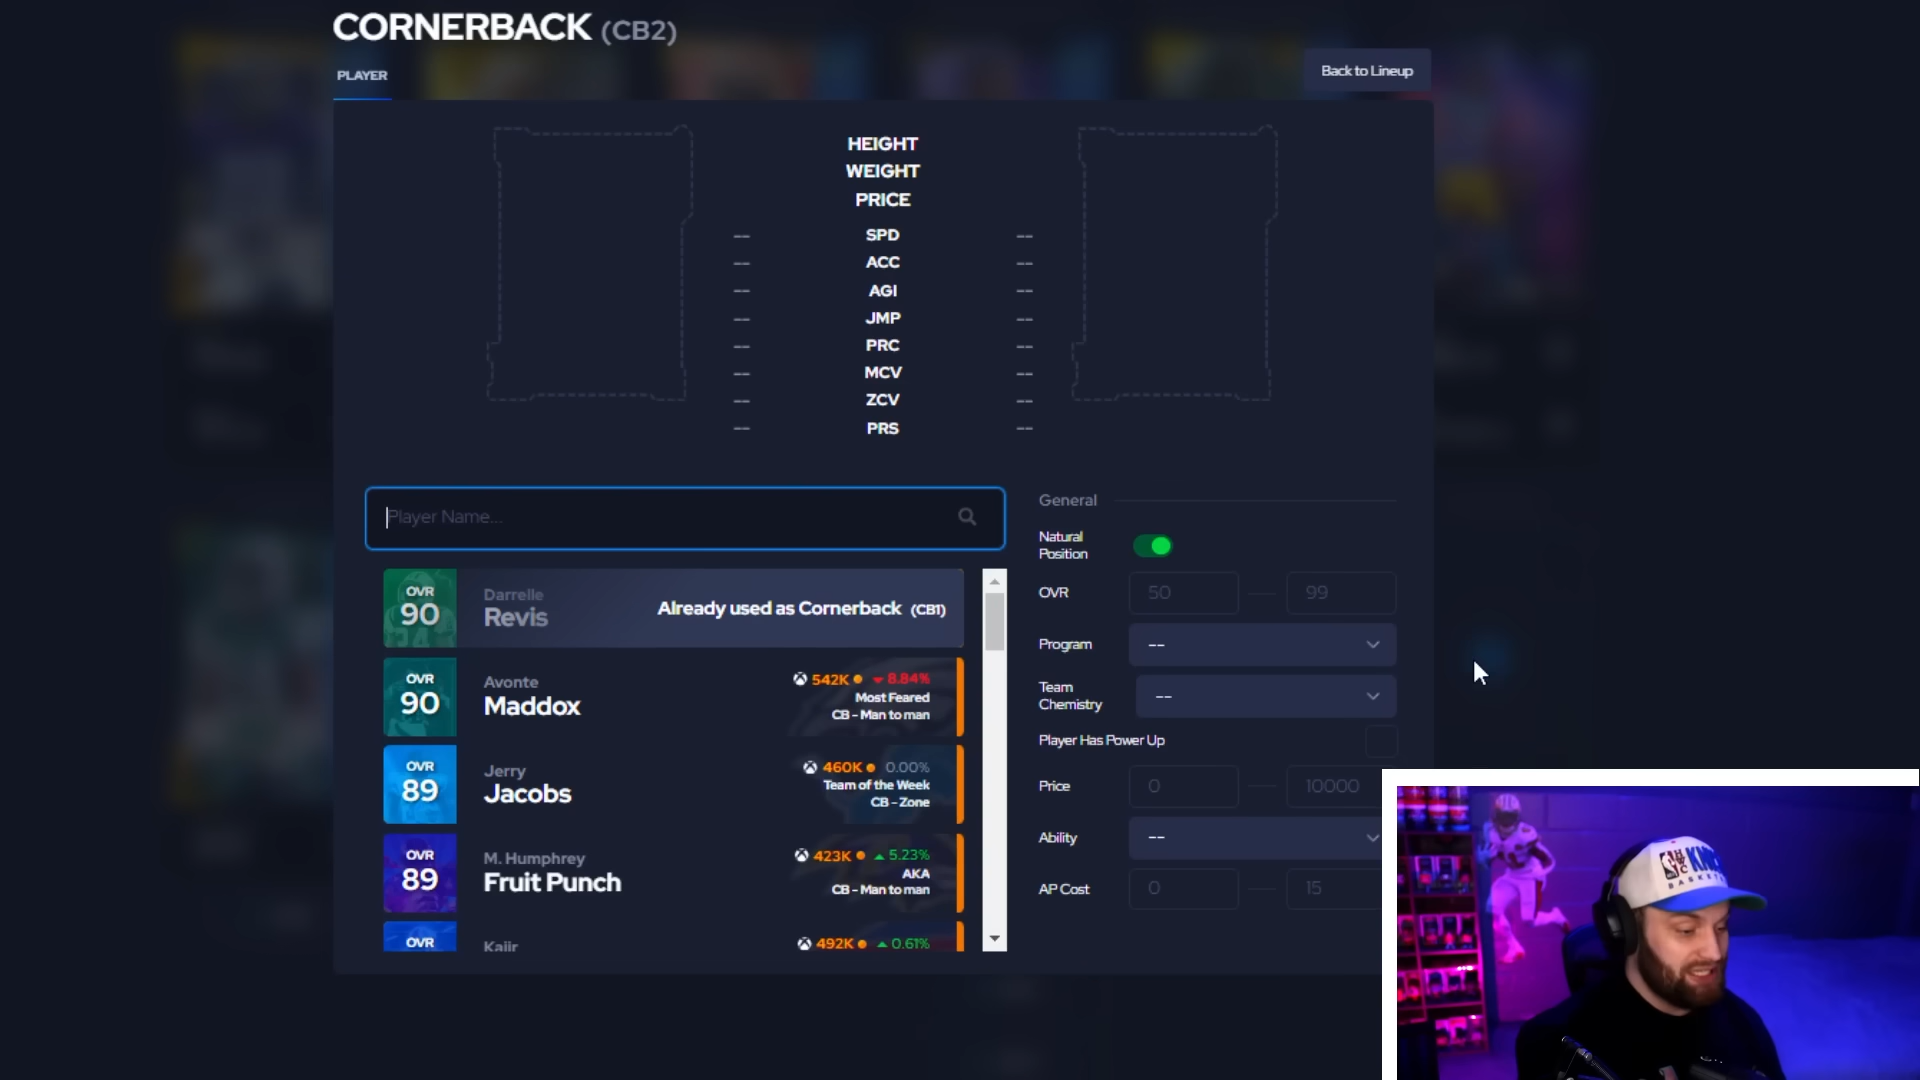 CORNERBACK (CB2)
PLAYER
Back to Lineup
HEIGHT
WEIGHT
PRICE
-- SPD --
-- ACC --
-- AGI --
-- JMP --
-- PRC --
-- MCV --
-- ZCV --
-- PRS --
Player Name...
OVR
90
Darrelle
Revis
Already used as Cornerback (CB1)
OVR
90
Avonte
Maddox
542K 8.84%
Most Feared
CB - Man to man
OVR
89
Jerry
Jacobs
460K 0.00%
Team of the Week
CB - Zone
OVR
89
M. Humphrey
Fruit Punch
423K 5.23%
AKA
CB - Man to man
OVR
Kaiir
492K 0.61%
General
Natural
Position
OVR 50 — 99
Program --
Team
Chemistry --
Player Has Power Up
Price 0 — 10000
Ability --
AP Cost 0 — 15